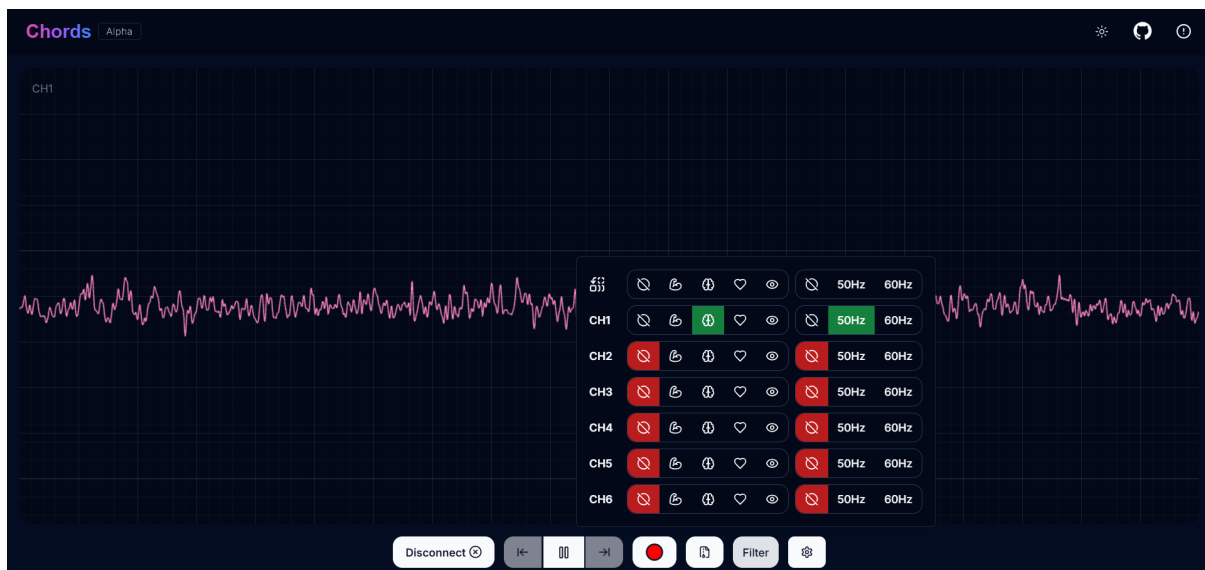 Chords Alpha
CH1
50Hz 60Hz
CH1 50Hz 60Hz
CH2 50Hz 60Hz
CH3 50Hz 60Hz
CH4 50Hz 60Hz
CH5 50Hz 60Hz
CH6 50Hz 60Hz
Disconnect Filter